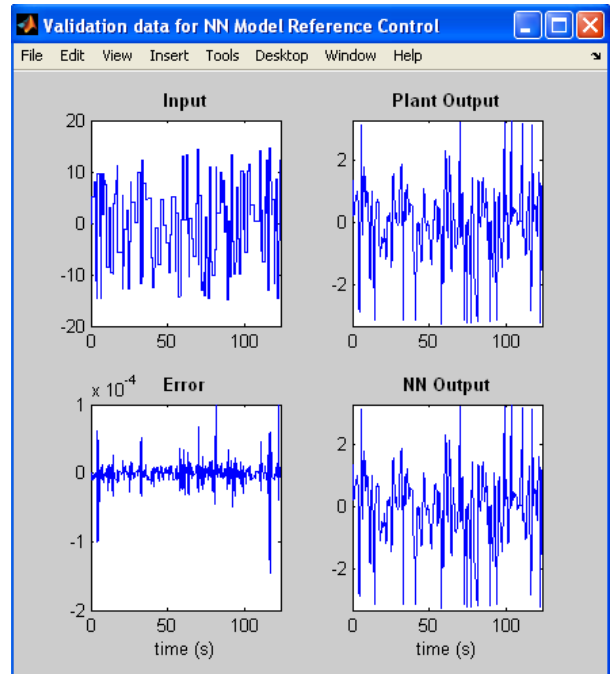 Validation data for NN Model Reference Control
File Edit View Insert Tools Desktop Window Help
Input
20
10
0
-10
-20
0 50 100
Plant Output
2
0
-2
0 50 100
Error
x 10^-4
1
0
-1
-2
0 50 100
time (s)
NN Output
2
0
-2
0 50 100
time (s)